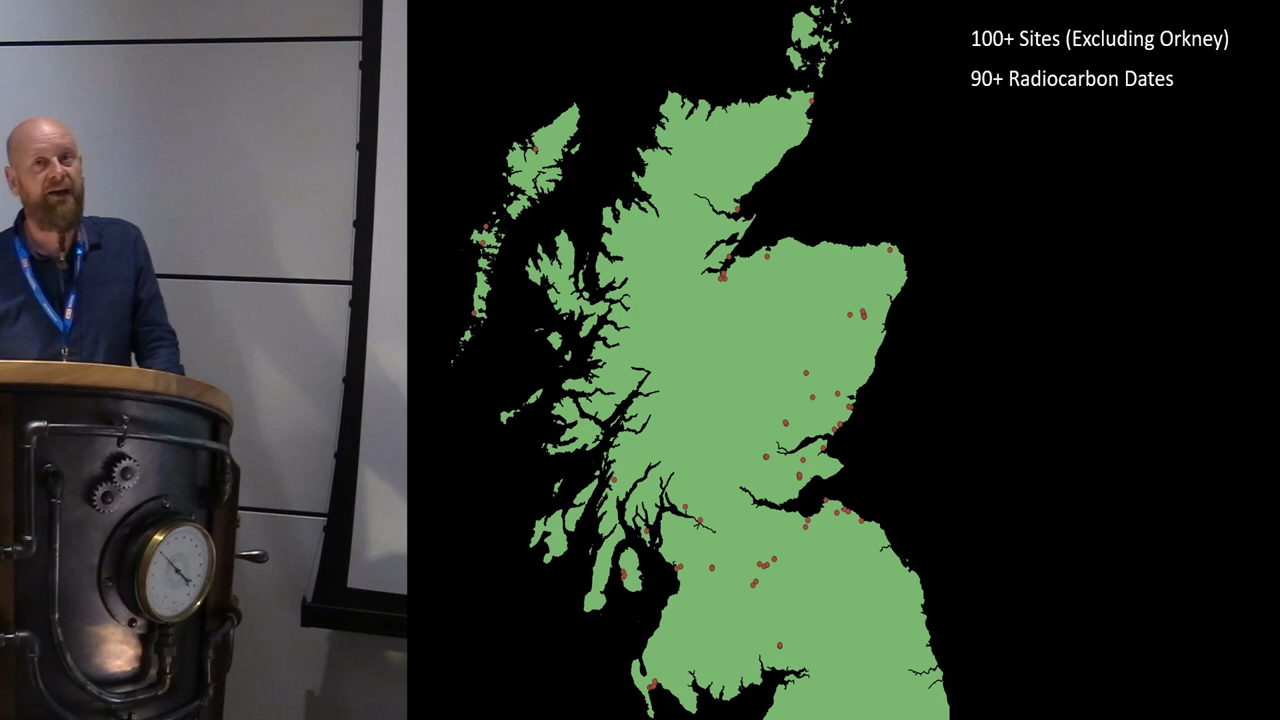 100+ Sites (Excluding Orkney)
90+ Radiocarbon Dates